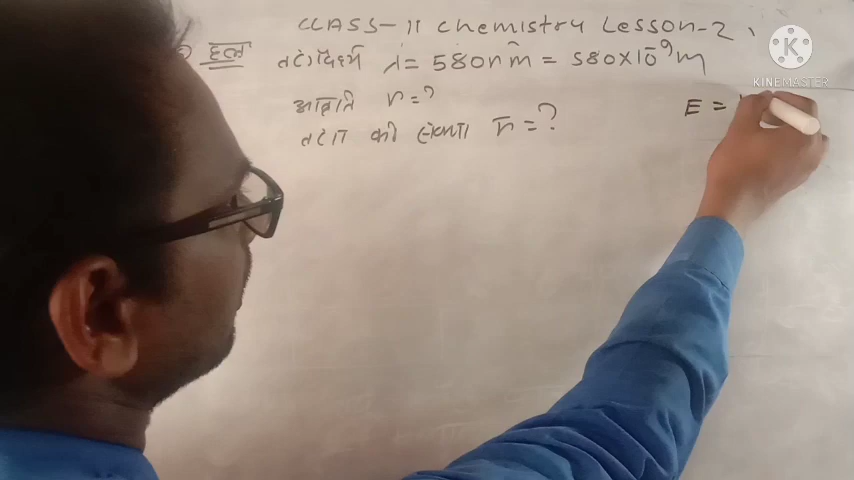 CLASS-11 Chemistry Lesson-2
हल तरंगदैर्ध्य λ = 580nm = 580×10⁻⁹m
आवृत्ति ν = ?
तरंग की संख्या ν̅ = ?
E =
K
KINEMASTER